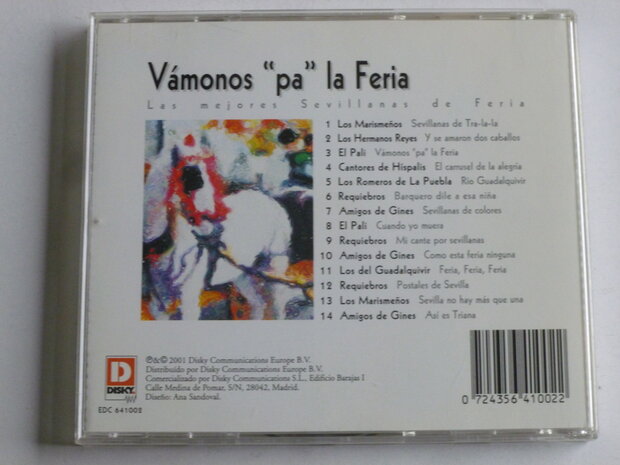 Vámonos “pa” la Feria
Las mejores Sevillanas de Feria
1 Los Marismeños Sevillanas de Tra-la-la
2 Los Hermanos Reyes Y se amaron dos caballos
3 El Pali Vámonos “pa” la Feria
4 Cantores de Híspalis El carrusel de la alegría
5 Los Romeros de La Puebla Río Guadalquivir
6 Requiebros Barquero dile a esa niña
7 Amigos de Gines Sevillanas de colores
8 El Pali Cuando yo muera
9 Requiebros Mi cante por sevillanas
10 Amigos de Gines Como esta feria ninguna
11 Los del Guadalquivir Feria, Feria, Feria
12 Requiebros Postales de Sevilla
13 Los Marismeños Sevilla no hay más que una
14 Amigos de Gines Así es Triana
D
DISKY
EDC 641002
℗&© 2001 Disky Communications Europe B.V.
Distribuído por Disky Communications Europe B.V.
Comercializado por Disky Communications S.L., Edificio Barajas I
Calle Medina de Pomar, S/N, 28042, Madrid.
Diseño: Ana Sandoval.
0 724356 410022